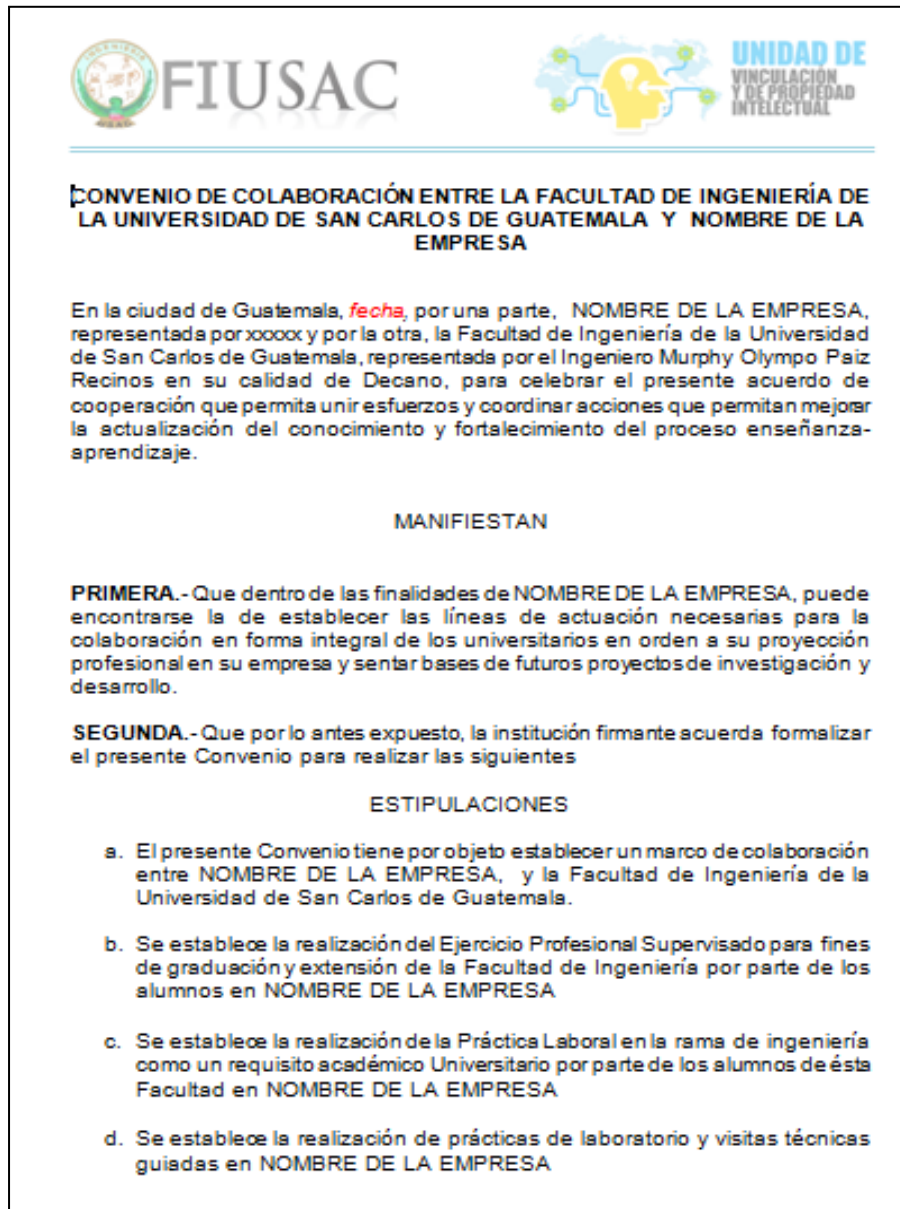 FIUSAC
UNIDAD DE
VINCULACIÓN
Y DE PROPIEDAD
INTELECTUAL
CONVENIO DE COLABORACIÓN ENTRE LA FACULTAD DE INGENIERÍA DE
LA UNIVERSIDAD DE SAN CARLOS DE GUATEMALA Y NOMBRE DE LA
EMPRESA
En la ciudad de Guatemala, fecha, por una parte, NOMBRE DE LA EMPRESA,
representada por xxxxx y por la otra, la Facultad de Ingeniería de la Universidad
de San Carlos de Guatemala, representada por el Ingeniero Murphy Olympo Paiz
Recinos en su calidad de Decano, para celebrar el presente acuerdo de
cooperación que permita unir esfuerzos y coordinar acciones que permitan mejorar
la actualización del conocimiento y fortalecimiento del proceso enseñanza-
aprendizaje.
MANIFIESTAN
PRIMERA.- Que dentro de las finalidades de NOMBRE DE LA EMPRESA, puede
encontrarse la de establecer las líneas de actuación necesarias para la
colaboración en forma integral de los universitarios en orden a su proyección
profesional en su empresa y sentar bases de futuros proyectos de investigación y
desarrollo.
SEGUNDA.- Que por lo antes expuesto, la institución firmante acuerda formalizar
el presente Convenio para realizar las siguientes
ESTIPULACIONES
a. El presente Convenio tiene por objeto establecer un marco de colaboración
entre NOMBRE DE LA EMPRESA, y la Facultad de Ingeniería de la
Universidad de San Carlos de Guatemala.
b. Se establece la realización del Ejercicio Profesional Supervisado para fines
de graduación y extensión de la Facultad de Ingeniería por parte de los
alumnos en NOMBRE DE LA EMPRESA
c. Se establece la realización de la Práctica Laboral en la rama de ingeniería
como un requisito académico Universitario por parte de los alumnos de ésta
Facultad en NOMBRE DE LA EMPRESA
d. Se establece la realización de prácticas de laboratorio y visitas técnicas
guiadas en NOMBRE DE LA EMPRESA